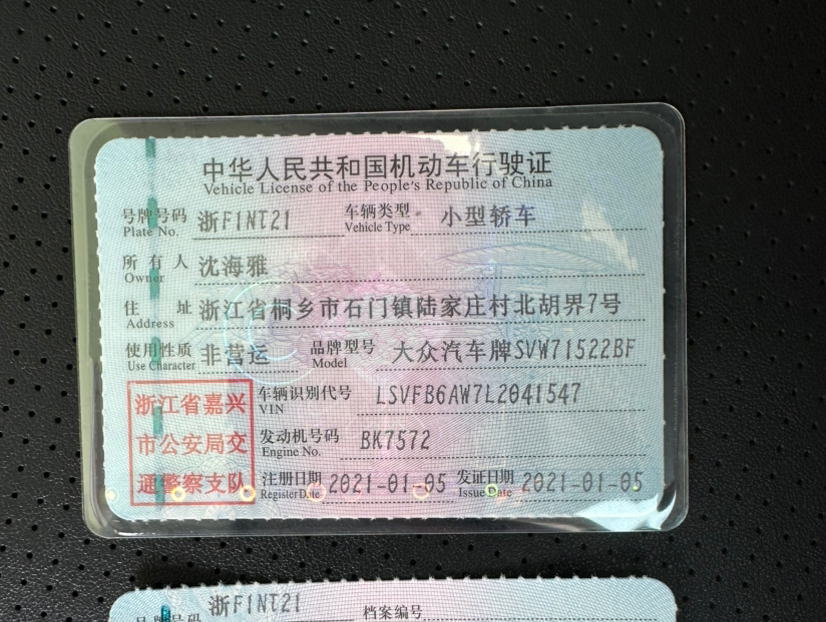 中华人民共和国机动车行驶证
Vehicle License of the People's Republic of China
号牌号码 浙F1NT21 车辆类型 小型轿车
Plate No. Vehicle Type
所有人 沈海雅
Owner
住址 浙江省桐乡市石门镇陆家庄村北胡界7号
Address
使用性质 非营运 品牌型号 大众汽车牌SVW71522BF
Use Character Model
浙江省嘉兴
市公安局交
通警察支队
车辆识别代号 LSVFB6AW7L2041547
VIN
发动机号码 BK7572
Engine No.
注册日期 2021-01-05 发证日期 2021-01-05
Register Date Issue Date
号牌号码 浙F1NT21 档案编号